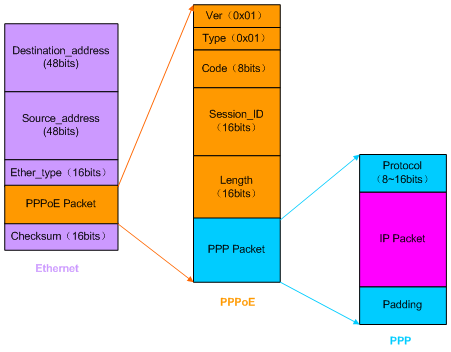 Destination_address
(48bits)
Source_address
(48bits)
Ether_type（16bits）
PPPoE Packet
Checksum（16bits）
Ethernet
Ver（0x01）
Type（0x01）
Code（8bits）
Session_ID
（16bits）
Length
（16bits）
PPP Packet
PPPoE
Protocol
（8~16bits）
IP Packet
Padding
PPP